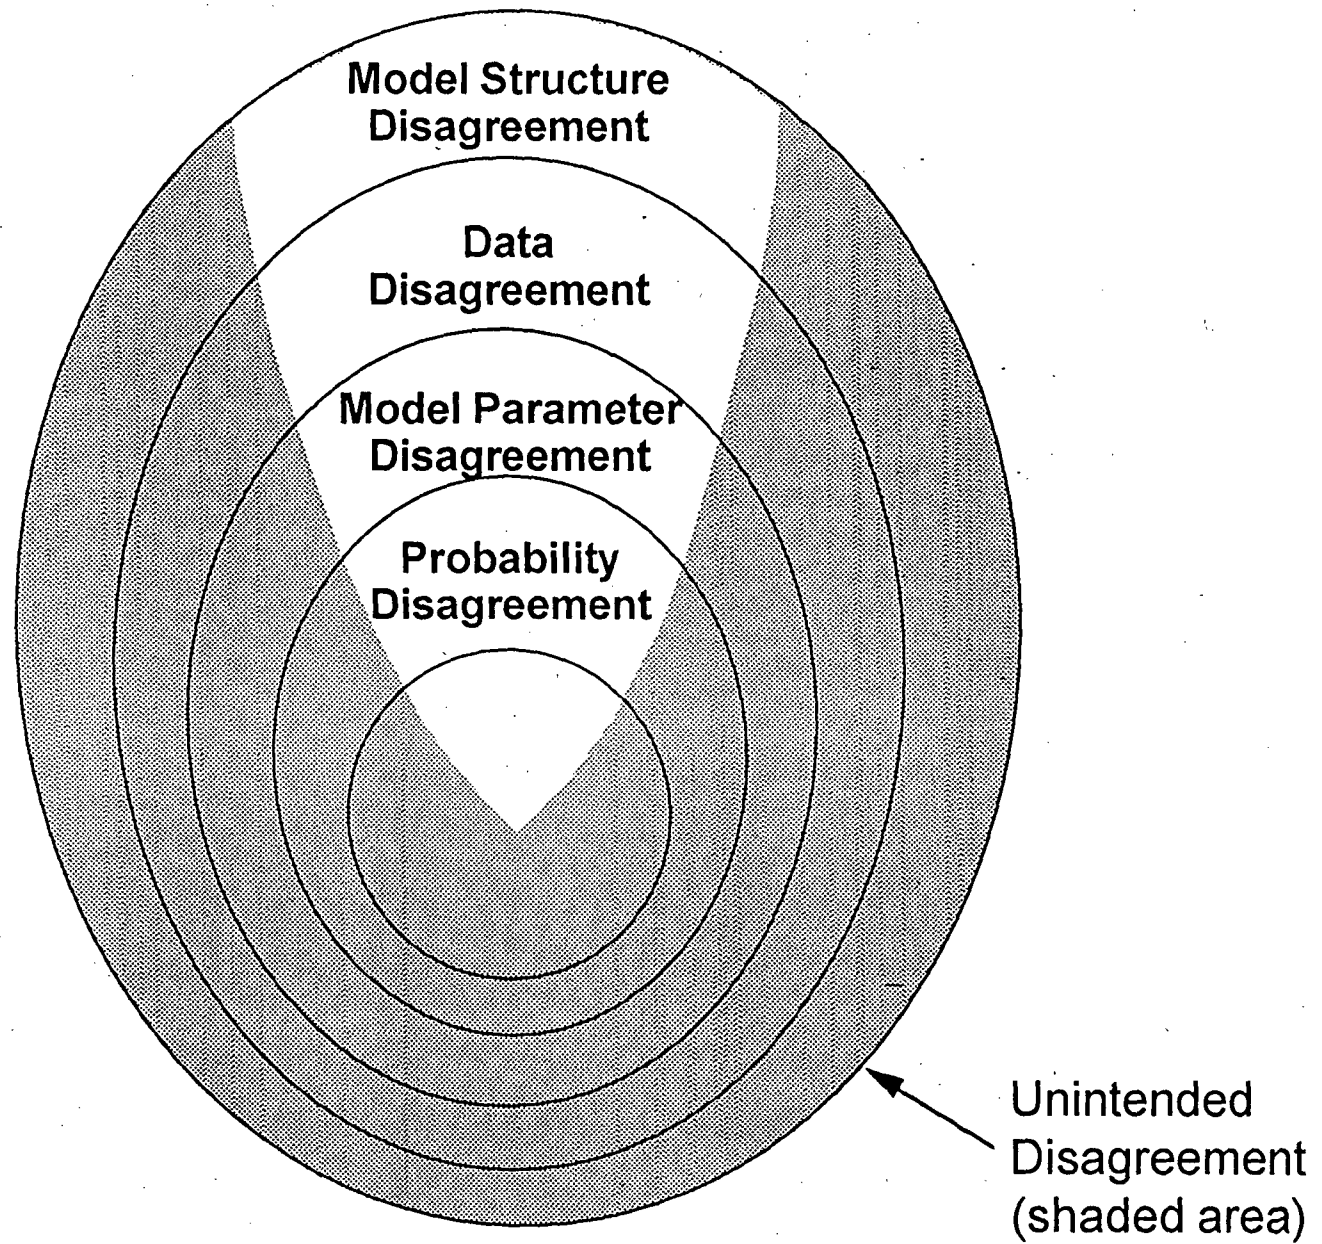 Model Structure
Disagreement
Data
Disagreement
Model Parameter
Disagreement
Probability
Disagreement
Unintended
Disagreement
(shaded area)